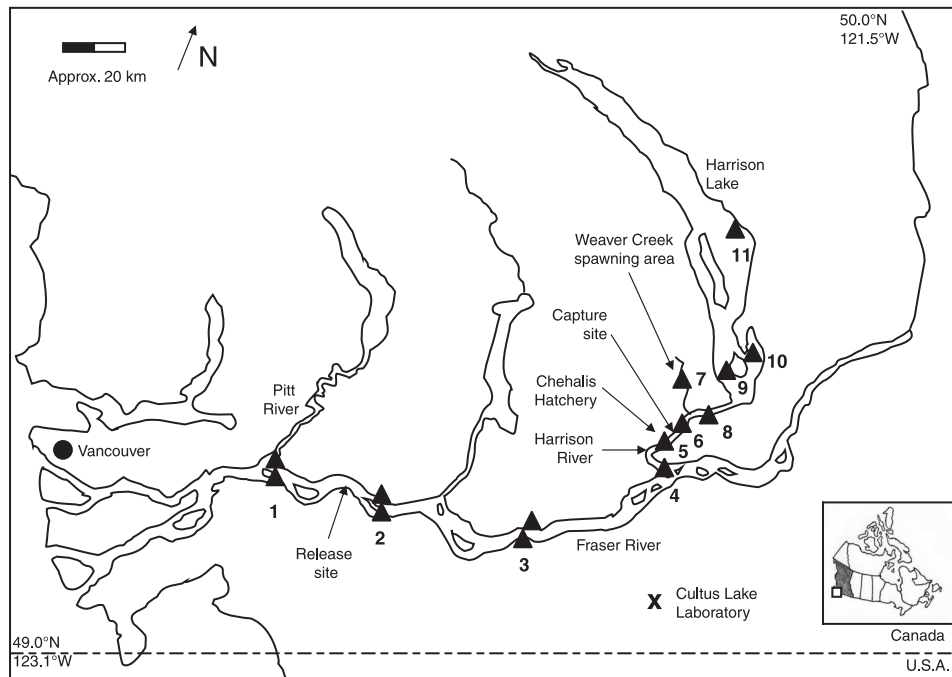 50.0°N
121.5°W
N
Approx. 20 km
Harrison
Lake
Weaver Creek
spawning area
11
Capture
site
10
Pitt
River
Chehalis
Hatchery
7
9
Vancouver
Harrison
River
6
8
5
4
1
2
Release
site
3
Fraser River
X
Cultus Lake
Laboratory
49.0°N
123.1°W
Canada
U.S.A.